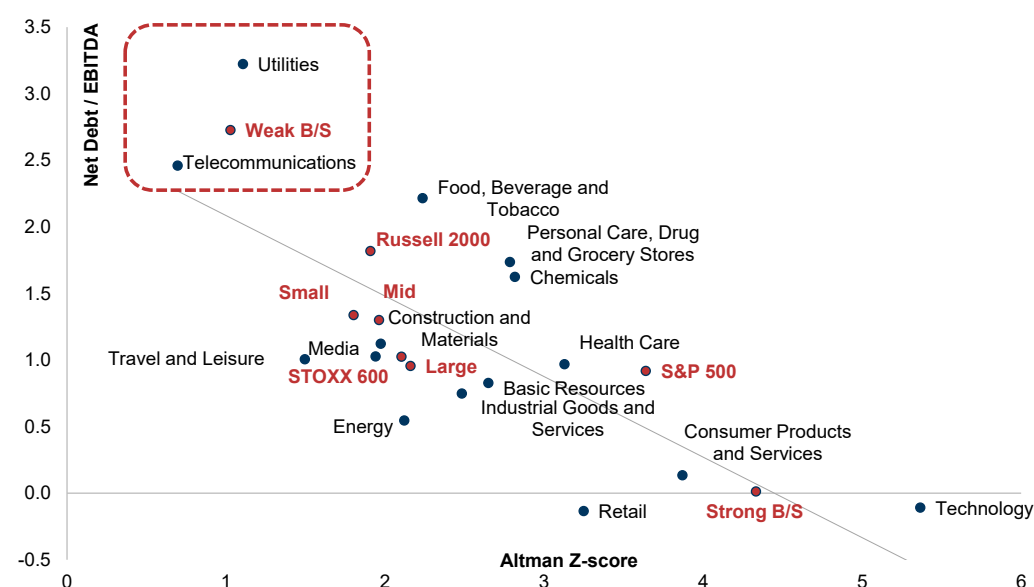 3.5
3.0
2.5
2.0
1.5
1.0
0.5
0.0
-0.5
Net Debt / EBITDA
Utilities
Weak B/S
Telecommunications
Food, Beverage and
Tobacco
Personal Care, Drug
and Grocery Stores
Russell 2000
Chemicals
Small
Mid
Construction and
Materials
Health Care
Media
Travel and Leisure
Large
S&P 500
STOXX 600
Basic Resources
Industrial Goods and
Services
Energy
Consumer Products
and Services
Retail
Strong B/S
Technology
Altman Z-score
0
1
2
3
4
5
6